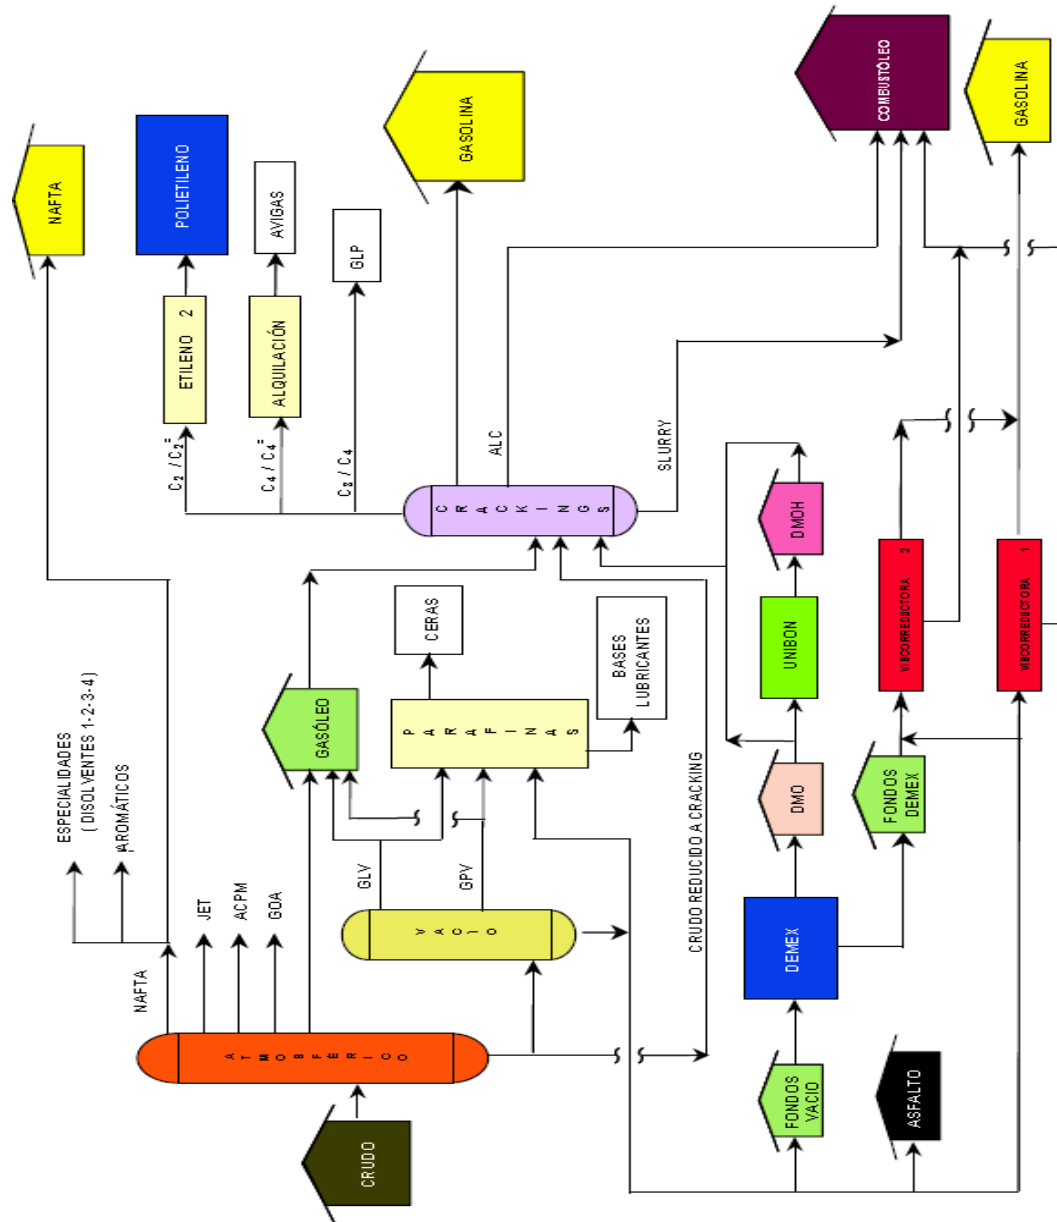 CRUDO
ATMOSFÉRICO
NAFTA
ESPECIALIDADES
( DISOLVENTES 1-2-3-4)
AROMÁTICOS
JET
ACPM
GOA
NAFTA
VACIO
GLV
GPV
GASÓLEO
PARAFINAS
CERAS
BASES
LUBRICANTES
CRUDO REDUCIDO A CRACKING
CRACKINGS
C2 / C2=
ETILENO 2
POLIETILENO
C4 / C4=
ALQUILACIÓN
AVIGAS
C3 / C4
GLP
GASOLINA
ALC
SLURRY
COMBUSTÓLEO
FONDOS
VACIO
DEMEX
DMO
UNIBON
DMOH
FONDOS
DEMEX
VISCORREDUCTORA
2
ASFALTO
VISCORREDUCTORA
1
GASOLINA